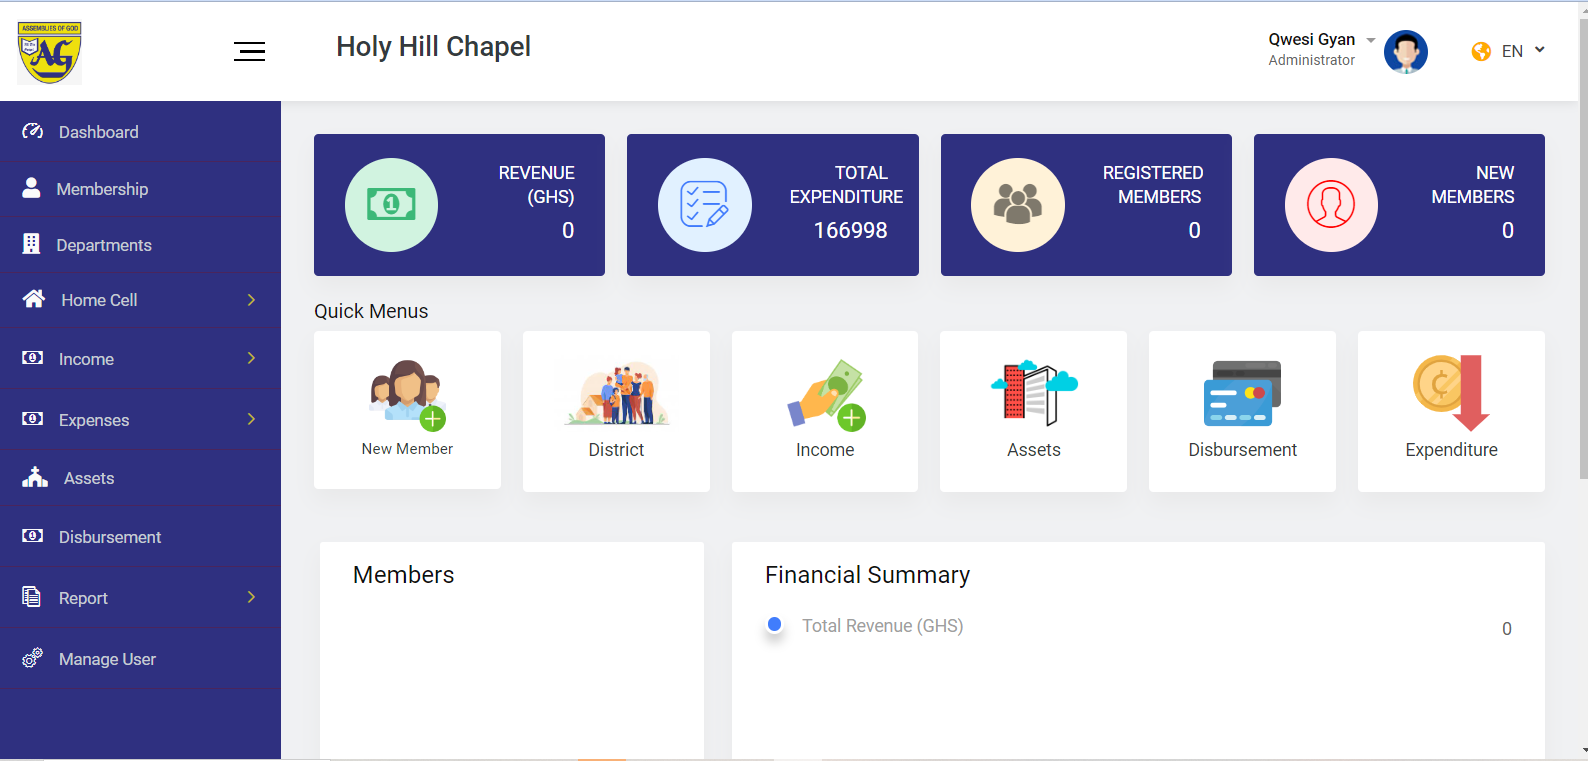 ASSEMBLIES OF GOD
AG
Holy Hill Chapel
Qwesi Gyan
Administrator
EN
Dashboard
Membership
Departments
Home Cell
Income
Expenses
Assets
Disbursement
Report
Manage User
REVENUE
(GHS)
0
TOTAL
EXPENDITURE
166998
REGISTERED
MEMBERS
0
NEW
MEMBERS
0
Quick Menus
New Member
District
Income
Assets
Disbursement
Expenditure
Members
Financial Summary
Total Revenue (GHS)
0